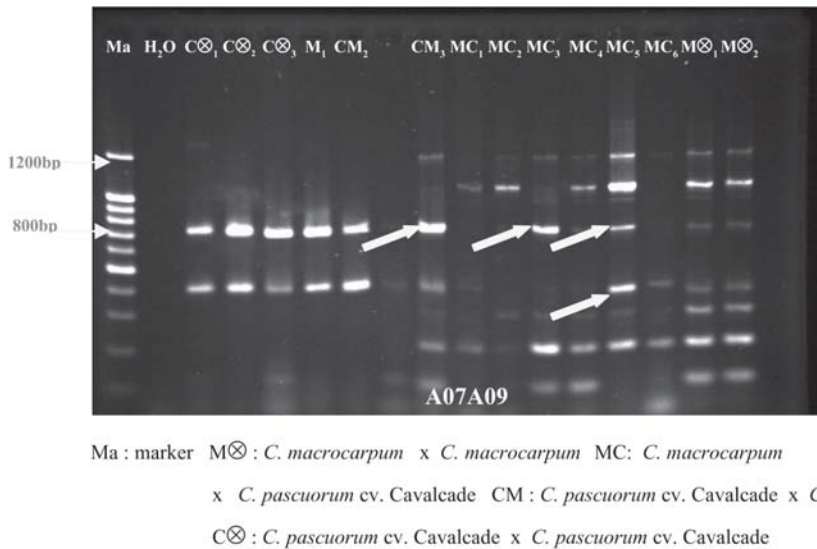 Ma H₂O C⊗₁ C⊗₂ C⊗₃ M₁ CM₂ CM₃ MC₁ MC₂ MC₃ MC₄ MC₅ MC₆ M⊗₁ M⊗₂
1200bp
800bp
A07A09
Ma : marker M⊗ : C. macrocarpum x C. macrocarpum MC: C. macrocarpum
x C. pascuorum cv. Cavalcade CM : C. pascuorum cv. Cavalcade x
C⊗ : C. pascuorum cv. Cavalcade x C. pascuorum cv. Cavalcade